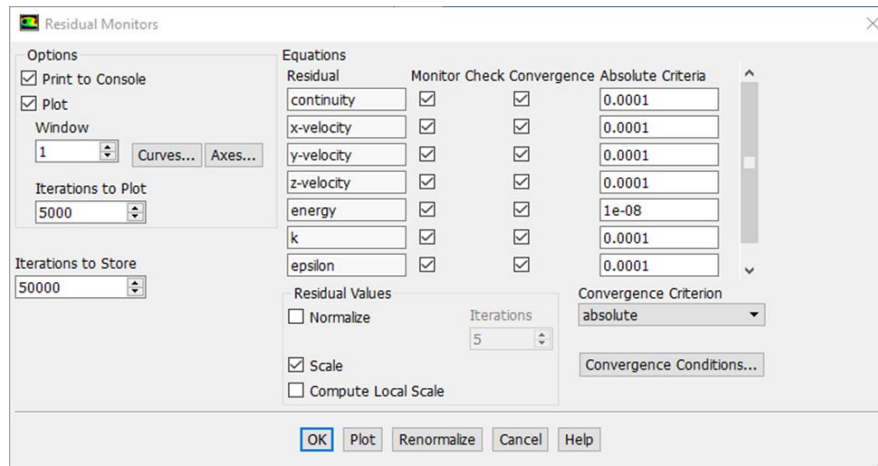 Residual Monitors
Options
Print to Console
Plot
Window
1
Curves... Axes...
Iterations to Plot
5000
Iterations to Store
50000
Equations
Residual Monitor Check Convergence Absolute Criteria
continuity 0.0001
x-velocity 0.0001
y-velocity 0.0001
z-velocity 0.0001
energy 1e-08
k 0.0001
epsilon 0.0001
Residual Values
Normalize
Iterations
5
Scale
Compute Local Scale
Convergence Criterion
absolute
Convergence Conditions...
OK Plot Renormalize Cancel Help